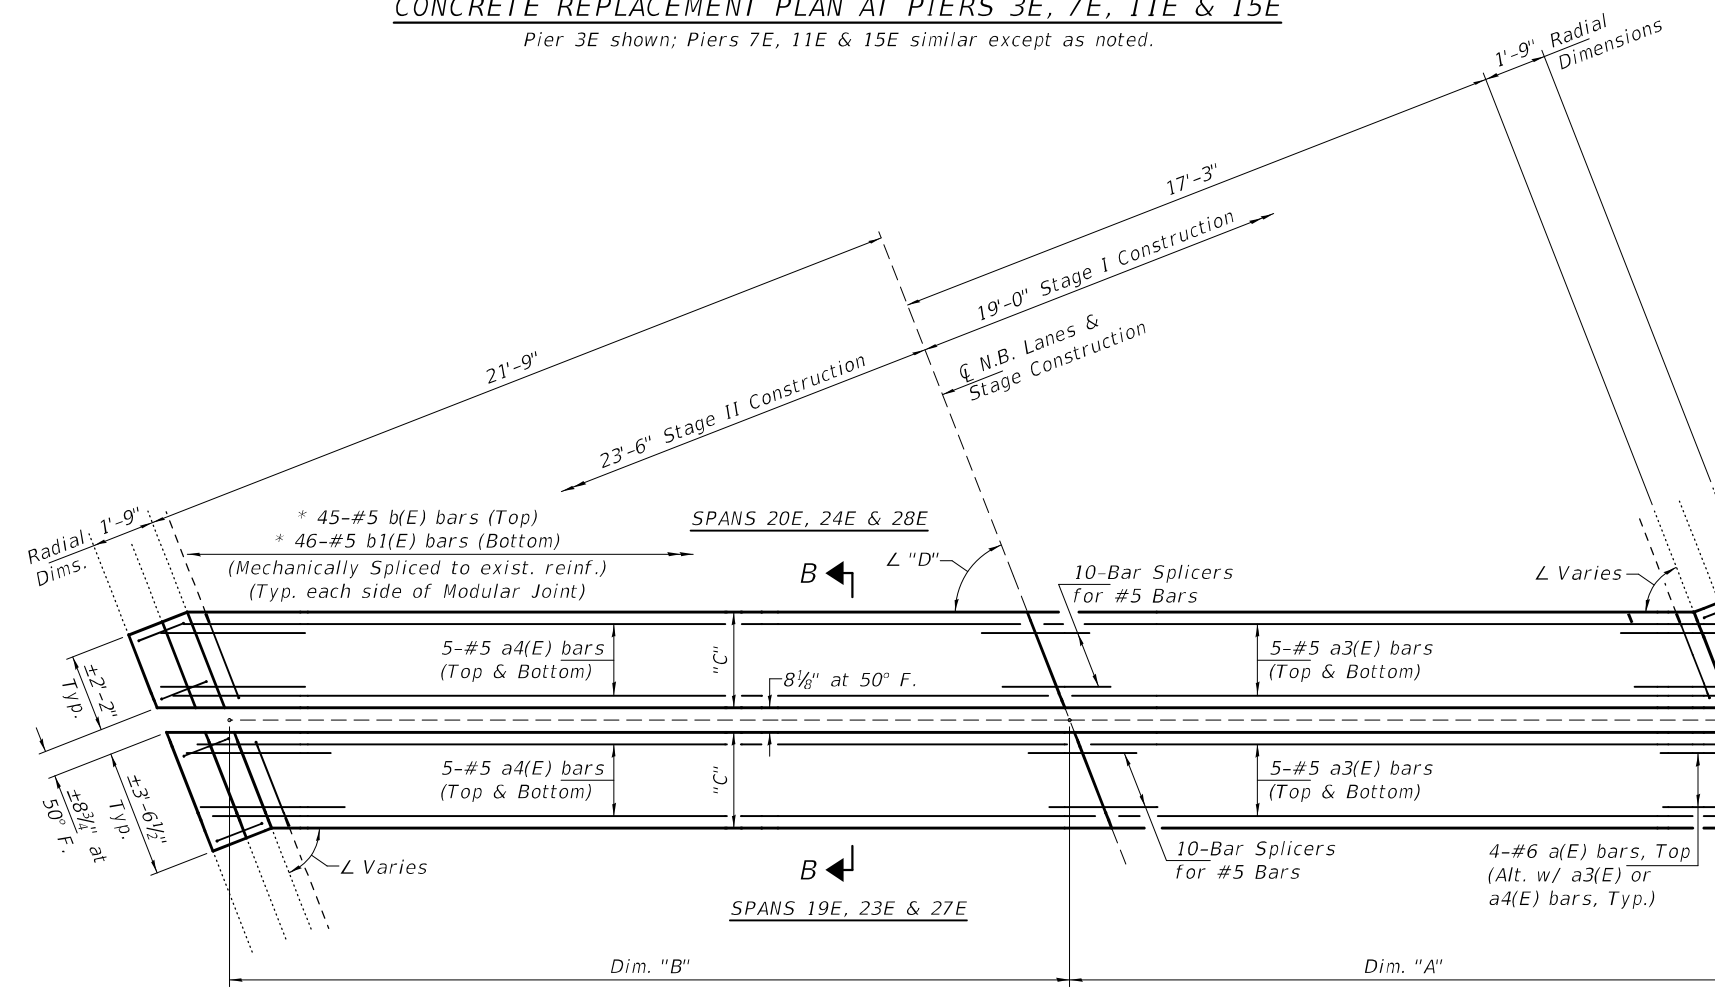 CONCRETE REPLACEMENT PLAN AT PIERS 3E, 7E, 11E & 15E
Pier 3E shown; Piers 7E, 11E & 15E similar except as noted.
1'-9"
Radial
Dimensions
17'-3"
19'-0" Stage I Construction
℄ N.B. Lanes &
Stage Construction
21'-9"
23'-6" Stage II Construction
Radial
Dims.
1'-9"
* 45-#5 b(E) bars (Top)
* 46-#5 b1(E) bars (Bottom)
(Mechanically Spliced to exist. reinf.)
(Typ. each side of Modular Joint)
SPANS 20E, 24E & 28E
B
∠ "D"
10-Bar Splicers
for #5 Bars
∠ Varies
±2'-2"
Typ.
5-#5 a4(E) bars
(Top & Bottom)
"C"
8⅛" at 50° F.
5-#5 a3(E) bars
(Top & Bottom)
±3'-6½"
Typ.
±8¾" at
50° F.
5-#5 a4(E) bars
(Top & Bottom)
"C"
5-#5 a3(E) bars
(Top & Bottom)
∠ Varies
B
SPANS 19E, 23E & 27E
10-Bar Splicers
for #5 Bars
4-#6 a(E) bars, Top
(Alt. w/ a3(E) or
a4(E) bars, Typ.)
Dim. "B"
Dim. "A"